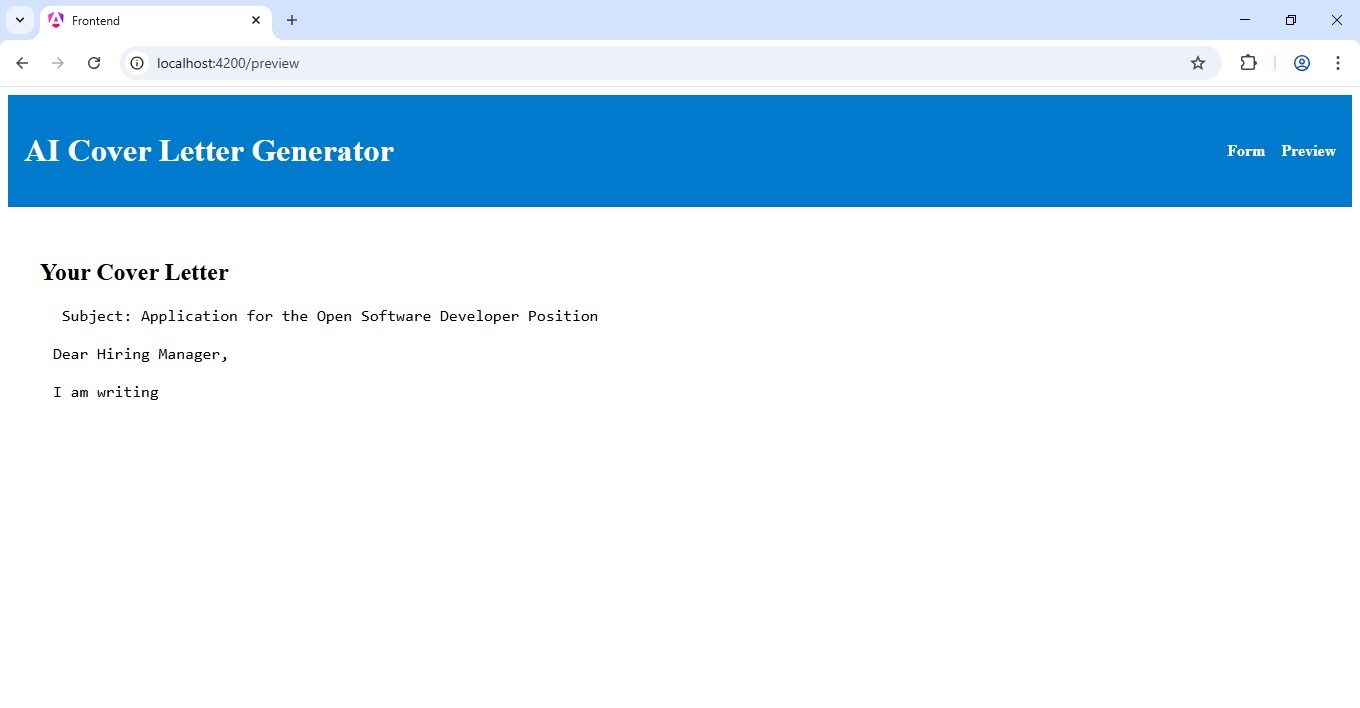 Frontend
localhost:4200/preview
AI Cover Letter Generator
Form Preview
Your Cover Letter
Subject: Application for the Open Software Developer Position
Dear Hiring Manager,
I am writing